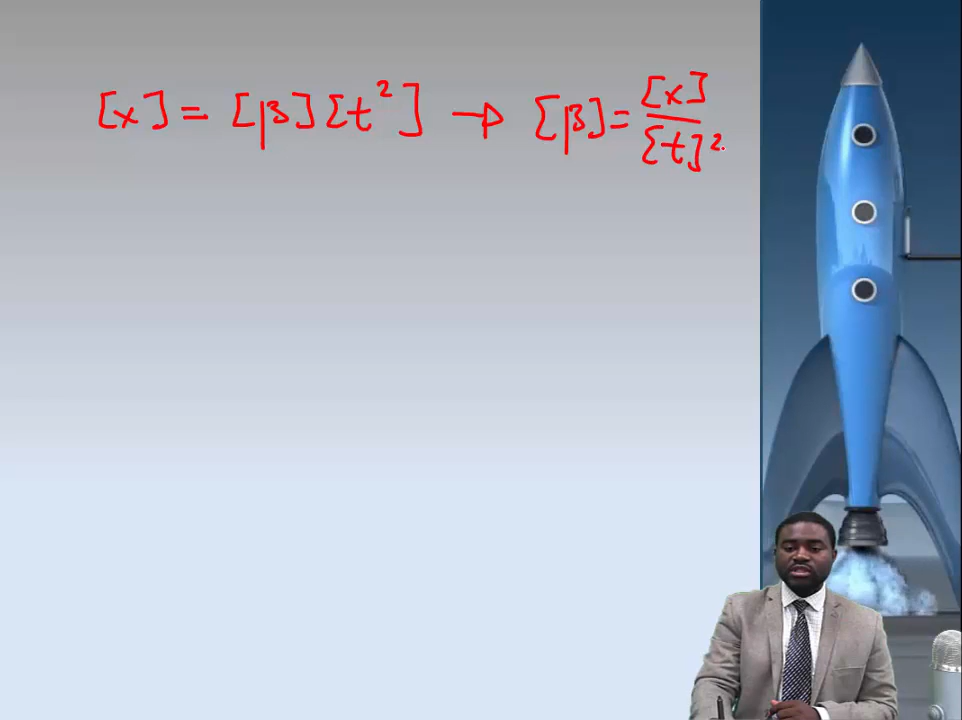 [x] = [β][t²] → [β] = [x]/[t]²